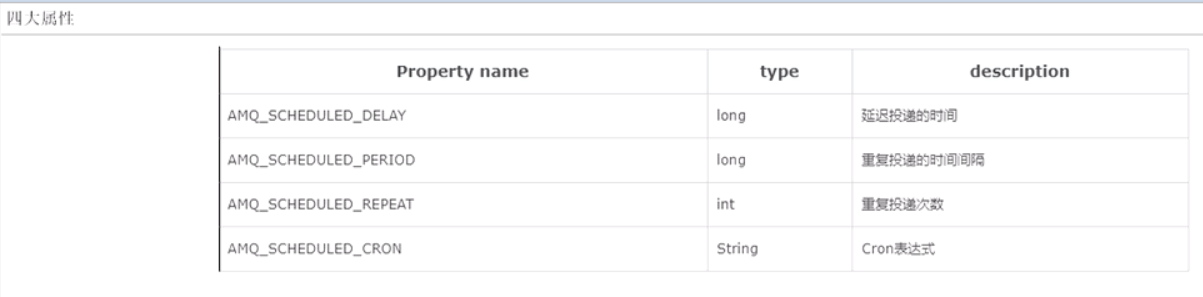 四大属性
Property name type description
AMQ_SCHEDULED_DELAY long 延迟投递的时间
AMQ_SCHEDULED_PERIOD long 重复投递的时间间隔
AMQ_SCHEDULED_REPEAT int 重复投递次数
AMQ_SCHEDULED_CRON String Cron表达式